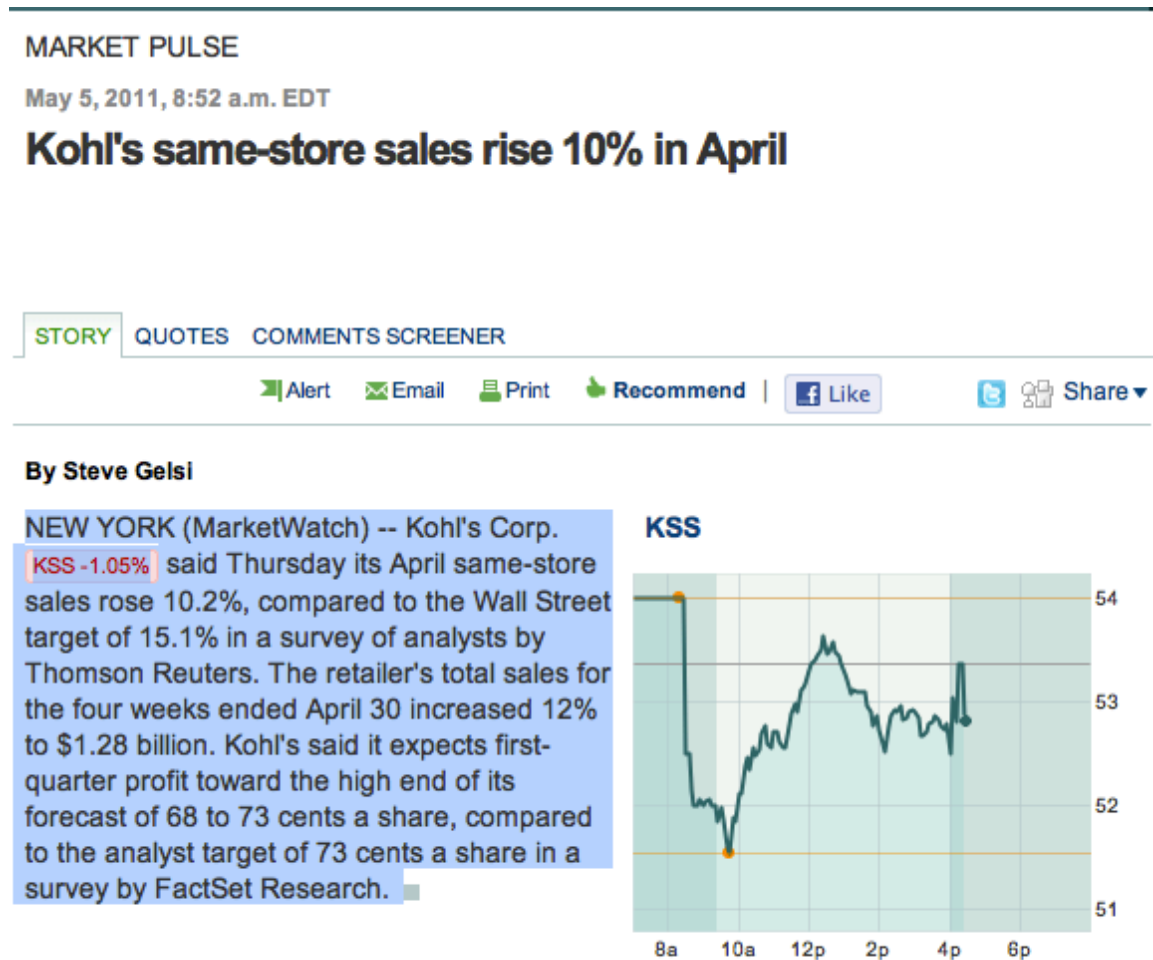 MARKET PULSE
May 5, 2011, 8:52 a.m. EDT
Kohl's same-store sales rise 10% in April
STORY QUOTES COMMENTS SCREENER
Alert Email Print Recommend | Like Share
By Steve Gelsi
NEW YORK (MarketWatch) -- Kohl's Corp.
KSS -1.05% said Thursday its April same-store
sales rose 10.2%, compared to the Wall Street
target of 15.1% in a survey of analysts by
Thomson Reuters. The retailer's total sales for
the four weeks ended April 30 increased 12%
to $1.28 billion. Kohl's said it expects first-
quarter profit toward the high end of its
forecast of 68 to 73 cents a share, compared
to the analyst target of 73 cents a share in a
survey by FactSet Research.
KSS
54
53
52
51
8a 10a 12p 2p 4p 6p